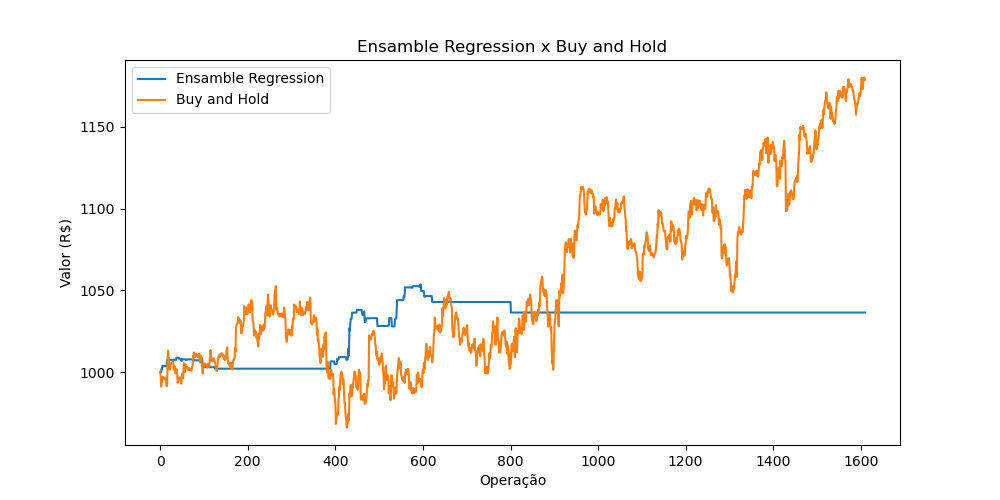 Ensamble Regression x Buy and Hold
Ensamble Regression
Buy and Hold
Valor (R$)
1150
1100
1050
1000
0
200
400
600
800
1000
1200
1400
1600
Operação